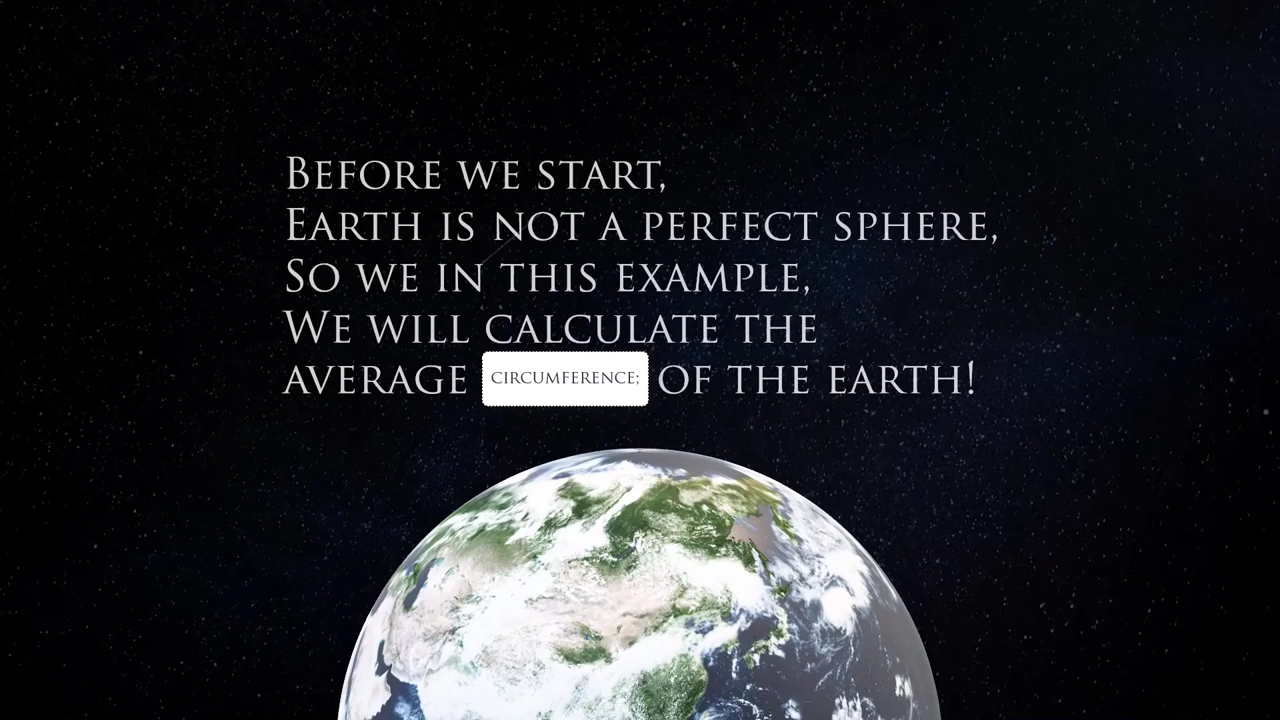 Before we start,
Earth is not a perfect sphere,
So we in this example,
We will calculate the
average circumference; of the earth!